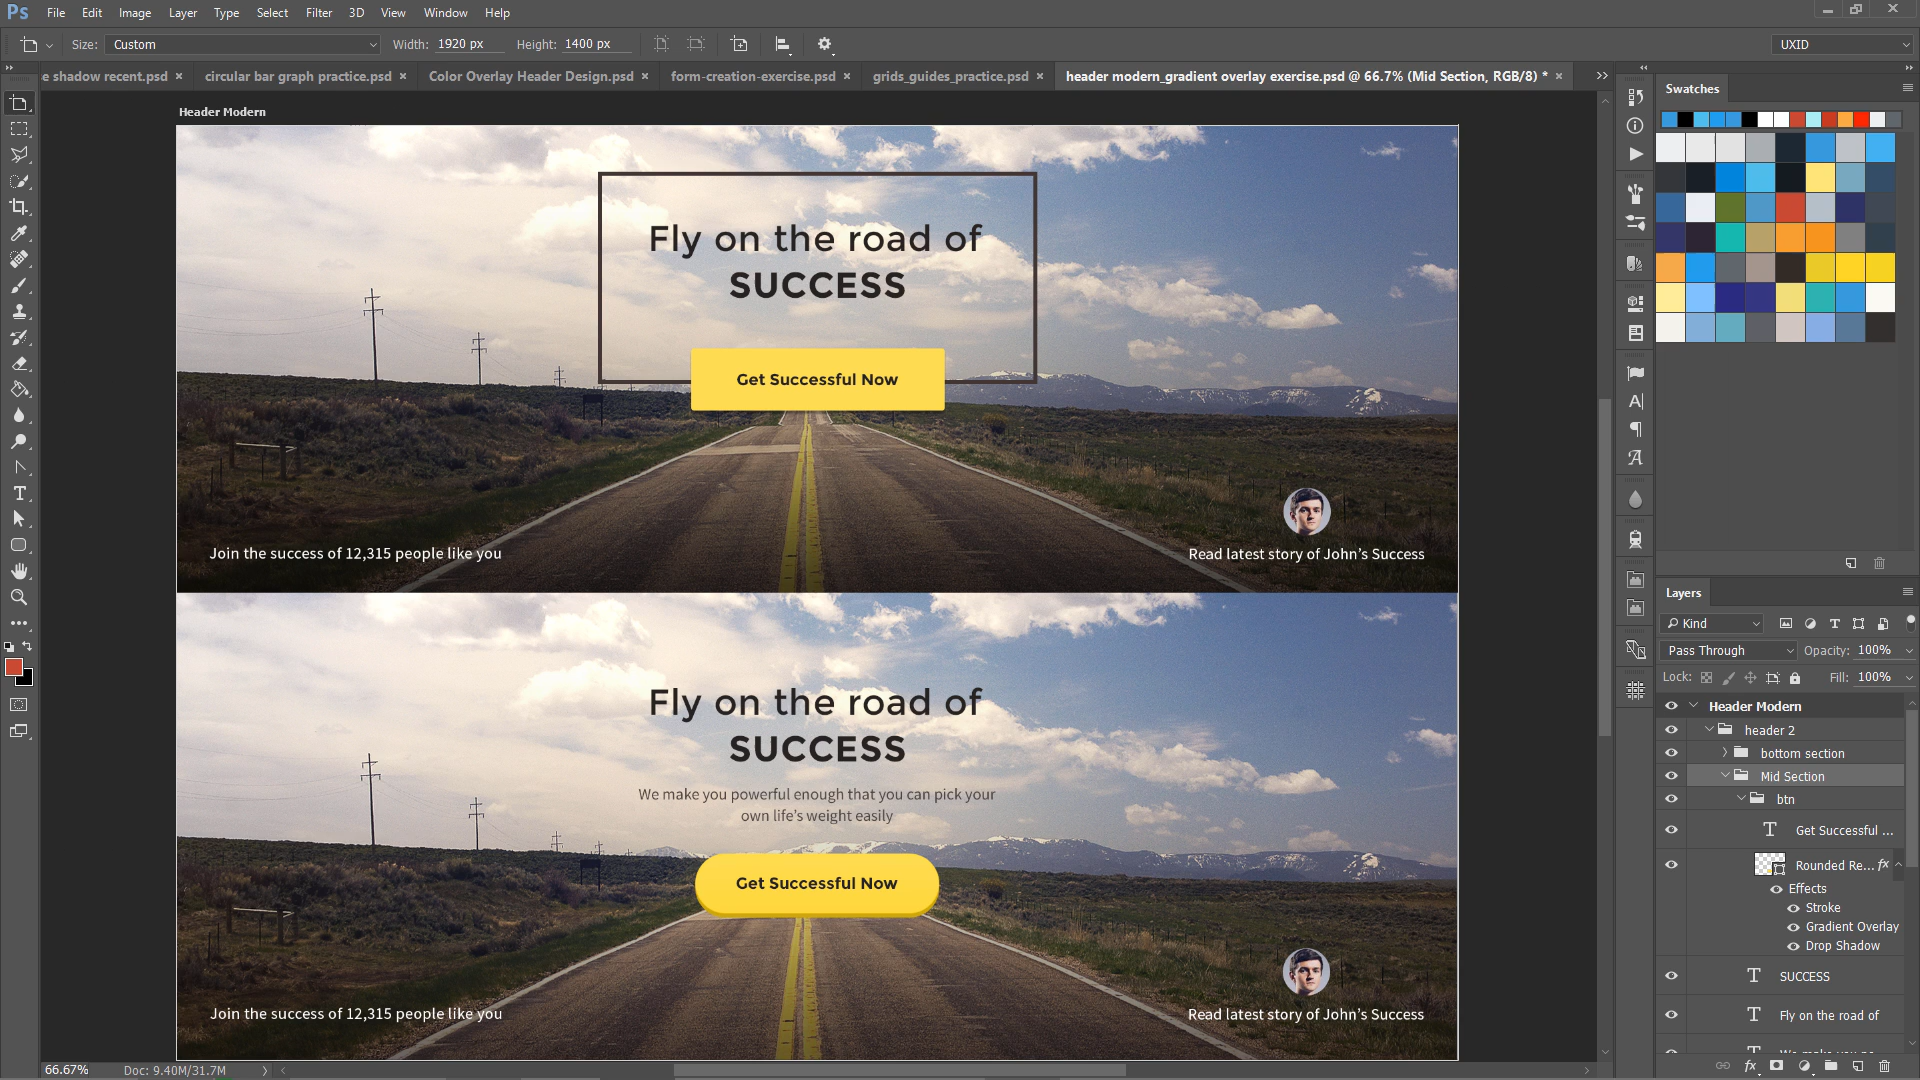 Ps File Edit Image Layer Type Select Filter 3D View Window Help
Size: Custom Width: 1920 px Height: 1400 px UXID
e shadow recent.psd × circular bar graph practice.psd × Color Overlay Header Design.psd × form-creation-exercise.psd × grids_guides_practice.psd × header modern_gradient overlay exercise.psd @ 66.7% (Mid Section, RGB/8) * ×
Header Modern
Fly on the road of
SUCCESS
Get Successful Now
Join the success of 12,315 people like you
Read latest story of John's Success
Fly on the road of
SUCCESS
We make you powerful enough that you can pick your
own life's weight easily
Get Successful Now
Join the success of 12,315 people like you
Read latest story of John's Success
66.67% Doc: 9.40M/31.7M
Swatches
Layers
Kind
Pass Through Opacity: 100%
Lock: Fill: 100%
Header Modern
header 2
bottom section
Mid Section
btn
Get Successful ...
Rounded Re... fx
Effects
Stroke
Gradient Overlay
Drop Shadow
SUCCESS
Fly on the road of